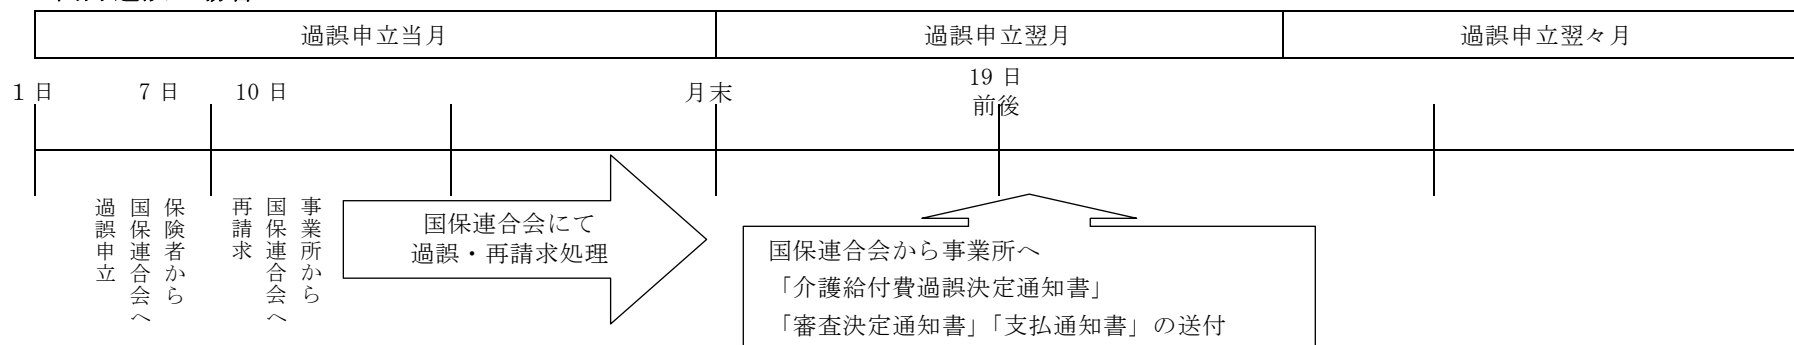 過誤申立当月
過誤申立翌月
過誤申立翌々月
1日
7日
10日
月末
19日
前後
保険者から
国保連合会へ
過誤申立
事業所から
国保連合会へ
再請求
国保連合会にて
過誤・再請求処理
国保連合会から事業所へ
「介護給付費過誤決定通知書」
「審査決定通知書」「支払通知書」の送付